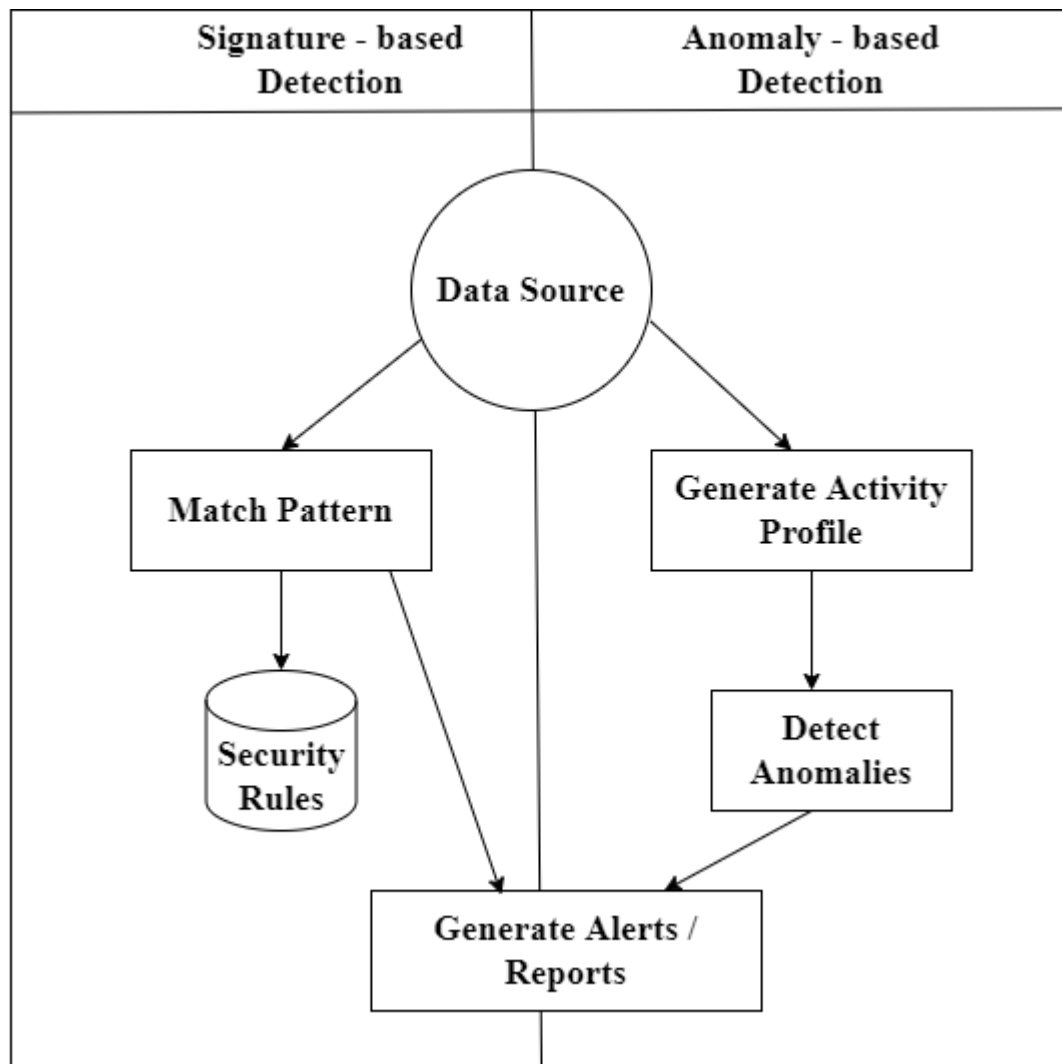 Signature - based
Detection
Anomaly - based
Detection
Data Source
Match Pattern
Generate Activity
Profile
Security
Rules
Detect
Anomalies
Generate Alerts /
Reports